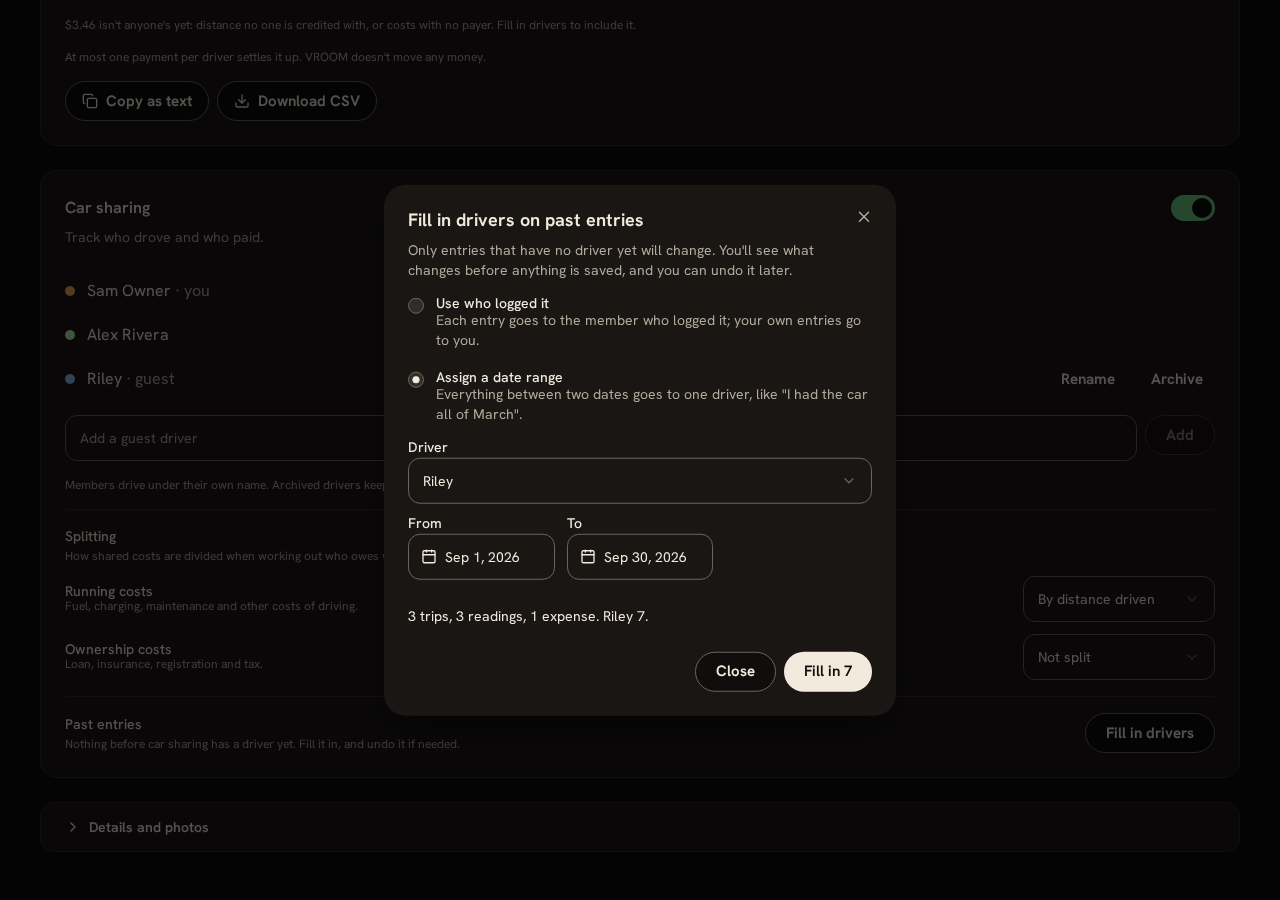 $3.46 isn't anyone's yet: distance no one is credited with, or costs with no payer. Fill in drivers to include it.
At most one payment per driver settles it up. VROOM doesn't move any money.
Copy as text
Download CSV
Car sharing
Track who drove and who paid.
Sam Owner · you
Alex Rivera
Riley · guest
Rename
Archive
Add a guest driver
Add
Members drive under their own name. Archived drivers
Splitting
How shared costs are divided when working out who owes
Running costs
Fuel, charging, maintenance and other costs of driving.
By distance driven
Ownership costs
Loan, insurance, registration and tax.
Not split
Past entries
Nothing before car sharing has a driver yet. Fill it in, and undo it if needed.
Fill in drivers
Details and photos
Fill in drivers on past entries
Only entries that have no driver yet will change. You'll see what
changes before anything is saved, and you can undo it later.
Use who logged it
Each entry goes to the member who logged it; your own entries go
to you.
Assign a date range
Everything between two dates goes to one driver, like "I had the car
all of March".
Driver
Riley
From
To
Sep 1, 2026
Sep 30, 2026
3 trips, 3 readings, 1 expense. Riley 7.
Close
Fill in 7